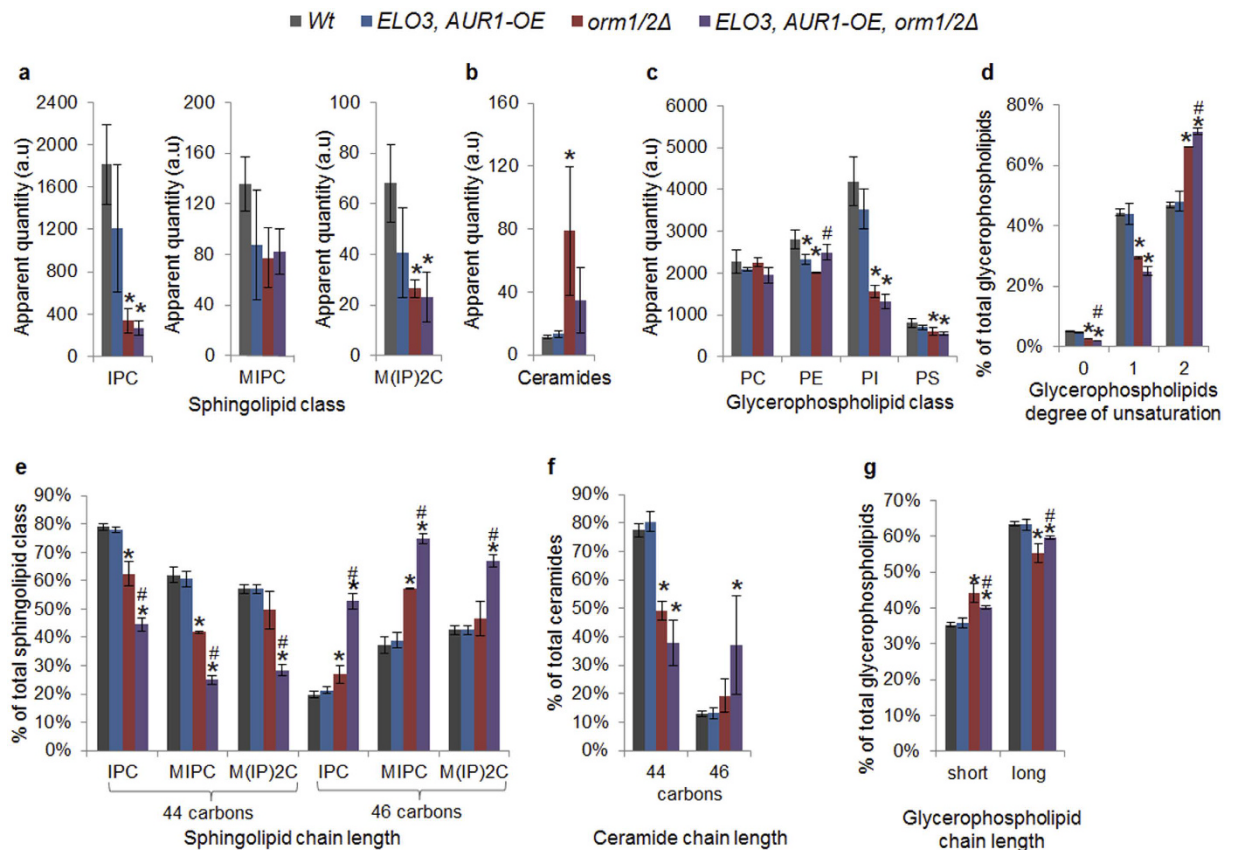 Wt ELO3, AUR1-OE orm1/2Δ ELO3, AUR1-OE, orm1/2Δ
a
Apparent quantity (a.u)
2400
2000
1600
1200
800
400
0
*
*
IPC
Apparent quantity (a.u)
200
160
120
80
40
0
MIPC
Apparent quantity (a.u)
100
80
60
40
20
0
*
*
M(IP)2C
Sphingolipid class
b
Apparent quantity (a.u)
160
120
80
40
0
*
Ceramides
c
Apparent quantity (a.u)
6000
5000
4000
3000
2000
1000
0
* * #
* *
* *
PC PE PI PS
Glycerophospholipid class
d
% of total glycerophospholipids
80%
60%
40%
20%
0%
#
* *
* *
#
* *
0 1 2
Glycerophospholipids
degree of unsaturation
e
% of total sphingolipid class
90%
80%
70%
60%
50%
40%
30%
20%
10%
0%
*
#
*
*
#
*
#
*
*
#
*
*
#
*
#
*
IPC MIPC M(IP)2C IPC MIPC M(IP)2C
44 carbons 46 carbons
Sphingolipid chain length
f
% of total ceramides
100%
80%
60%
40%
20%
0%
*
*
*
44 46
carbons
Ceramide chain length
g
% of total glycerophospholipids
70%
60%
50%
40%
30%
20%
10%
0%
*
#
*
*
#
*
short long
Glycerophospholipid
chain length